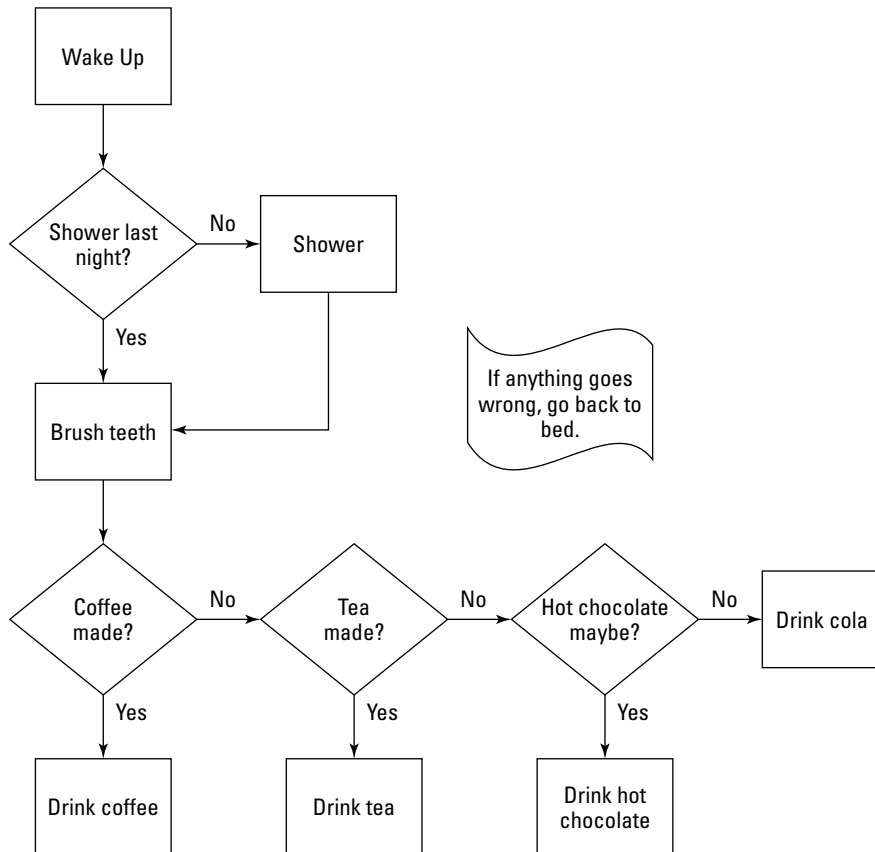 Wake Up
Shower last
night?
No
Shower
Yes
Brush teeth
If anything goes
wrong, go back to
bed.
Coffee
made?
No
Tea
made?
No
Hot chocolate
maybe?
No
Drink cola
Yes
Yes
Yes
Drink coffee
Drink tea
Drink hot
chocolate